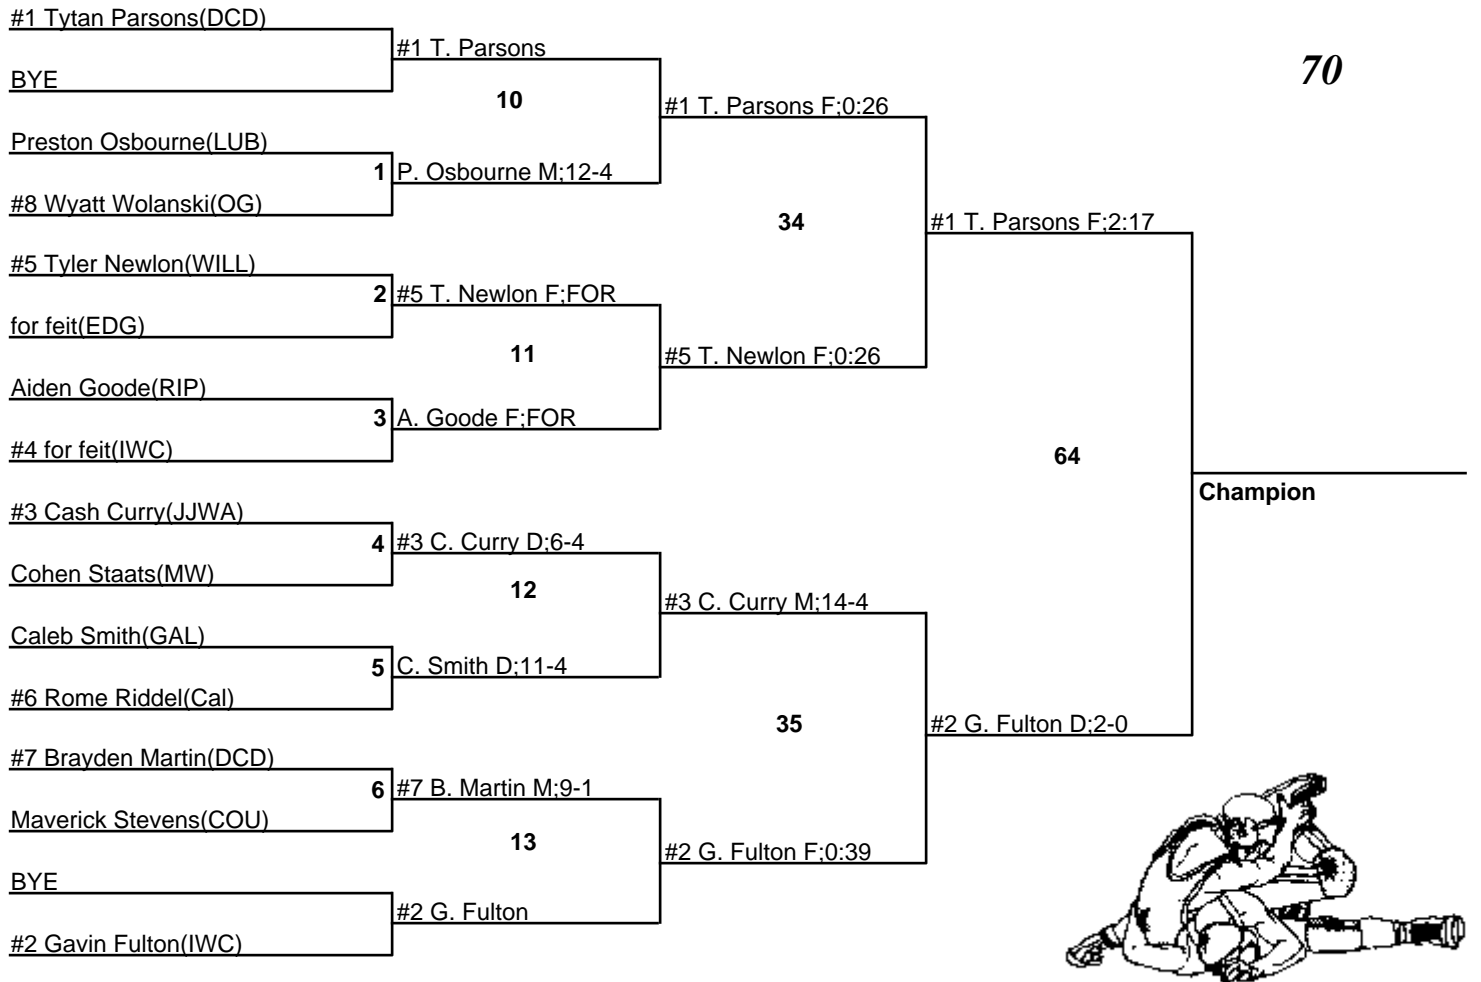 #1 Tytan Parsons(DCD)
BYE
Preston Osbourne(LUB)
#8 Wyatt Wolanski(OG)
#5 Tyler Newlon(WILL)
for feit(EDG)
Aiden Goode(RIP)
#4 for feit(IWC)
#3 Cash Curry(JJWA)
Cohen Staats(MW)
Caleb Smith(GAL)
#6 Rome Riddel(Cal)
#7 Brayden Martin(DCD)
Maverick Stevens(COU)
BYE
#2 Gavin Fulton(IWC)
#1 T. Parsons
10
1 P. Osbourne M;12-4
2 #5 T. Newlon F;FOR
11
3 A. Goode F;FOR
4 #3 C. Curry D;6-4
12
5 C. Smith D;11-4
6 #7 B. Martin M;9-1
13
#2 G. Fulton
#1 T. Parsons F;0:26
34
#5 T. Newlon F;0:26
#3 C. Curry M;14-4
35
#2 G. Fulton F;0:39
#1 T. Parsons F;2:17
64
#2 G. Fulton D;2-0
70
Champion